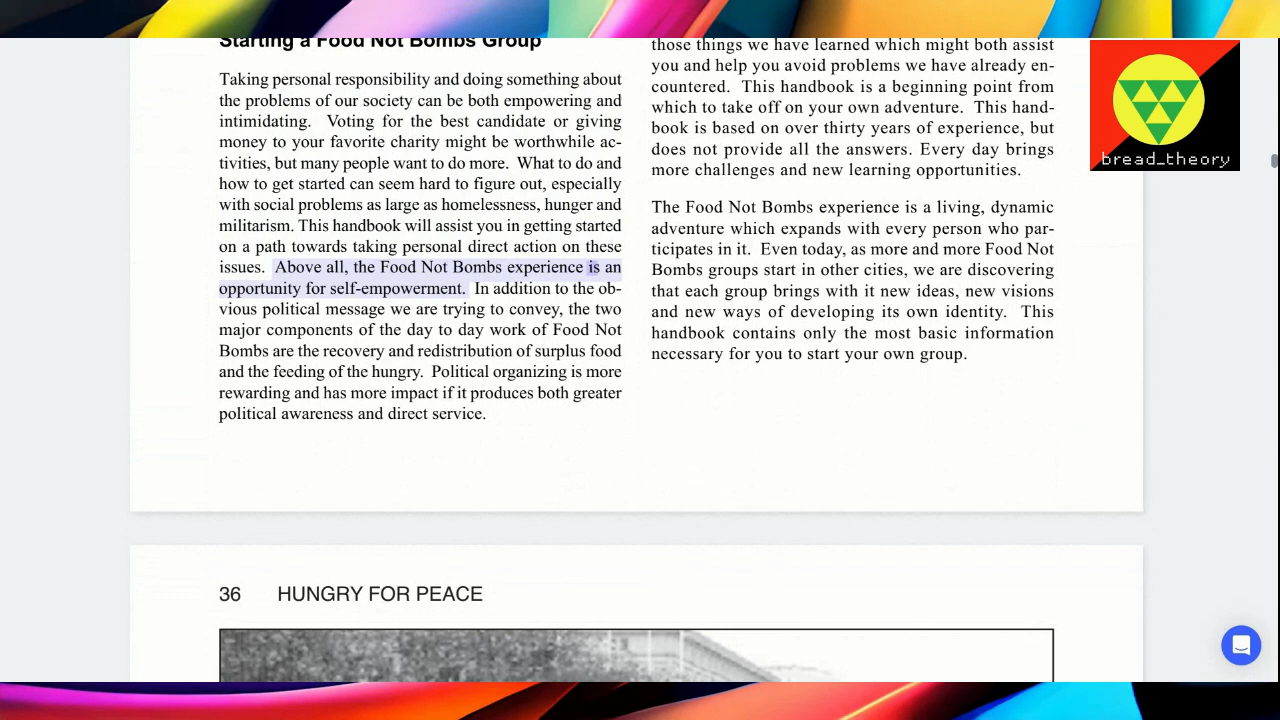 Starting a Food Not Bombs Group
Taking personal responsibility and doing something about
the problems of our society can be both empowering and
intimidating. Voting for the best candidate or giving
money to your favorite charity might be worthwhile ac-
tivities, but many people want to do more. What to do and
how to get started can seem hard to figure out, especially
with social problems as large as homelessness, hunger and
militarism. This handbook will assist you in getting started
on a path towards taking personal direct action on these
issues. Above all, the Food Not Bombs experience is an
opportunity for self-empowerment. In addition to the ob-
vious political message we are trying to convey, the two
major components of the day to day work of Food Not
Bombs are the recovery and redistribution of surplus food
and the feeding of the hungry. Political organizing is more
rewarding and has more impact if it produces both greater
political awareness and direct service.
those things we have learned which might both assist
you and help you avoid problems we have already en-
countered. This handbook is a beginning point from
which to take off on your own adventure. This hand-
book is based on over thirty years of experience, but
does not provide all the answers. Every day brings
more challenges and new learning opportunities.
The Food Not Bombs experience is a living, dynamic
adventure which expands with every person who par-
ticipates in it. Even today, as more and more Food Not
Bombs groups start in other cities, we are discovering
that each group brings with it new ideas, new visions
and new ways of developing its own identity. This
handbook contains only the most basic information
necessary for you to start your own group.
bread_theory
36 HUNGRY FOR PEACE